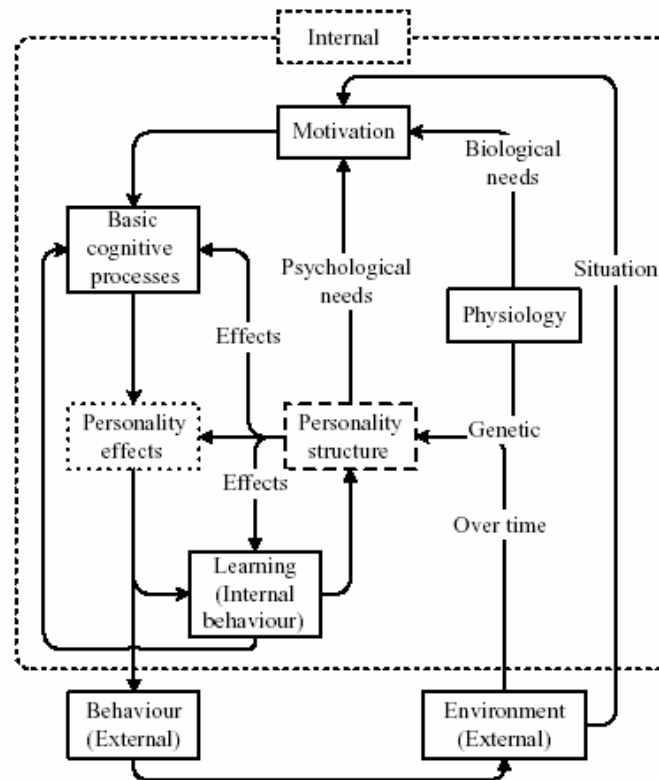 Internal
Motivation
Biological
needs
Basic
cognitive
processes
Psychological
needs
Situation
Physiology
Effects
Personality
effects
Personality
structure
Genetic
Effects
Over time
Learning
(Internal
behaviour)
Behaviour
(External)
Environment
(External)